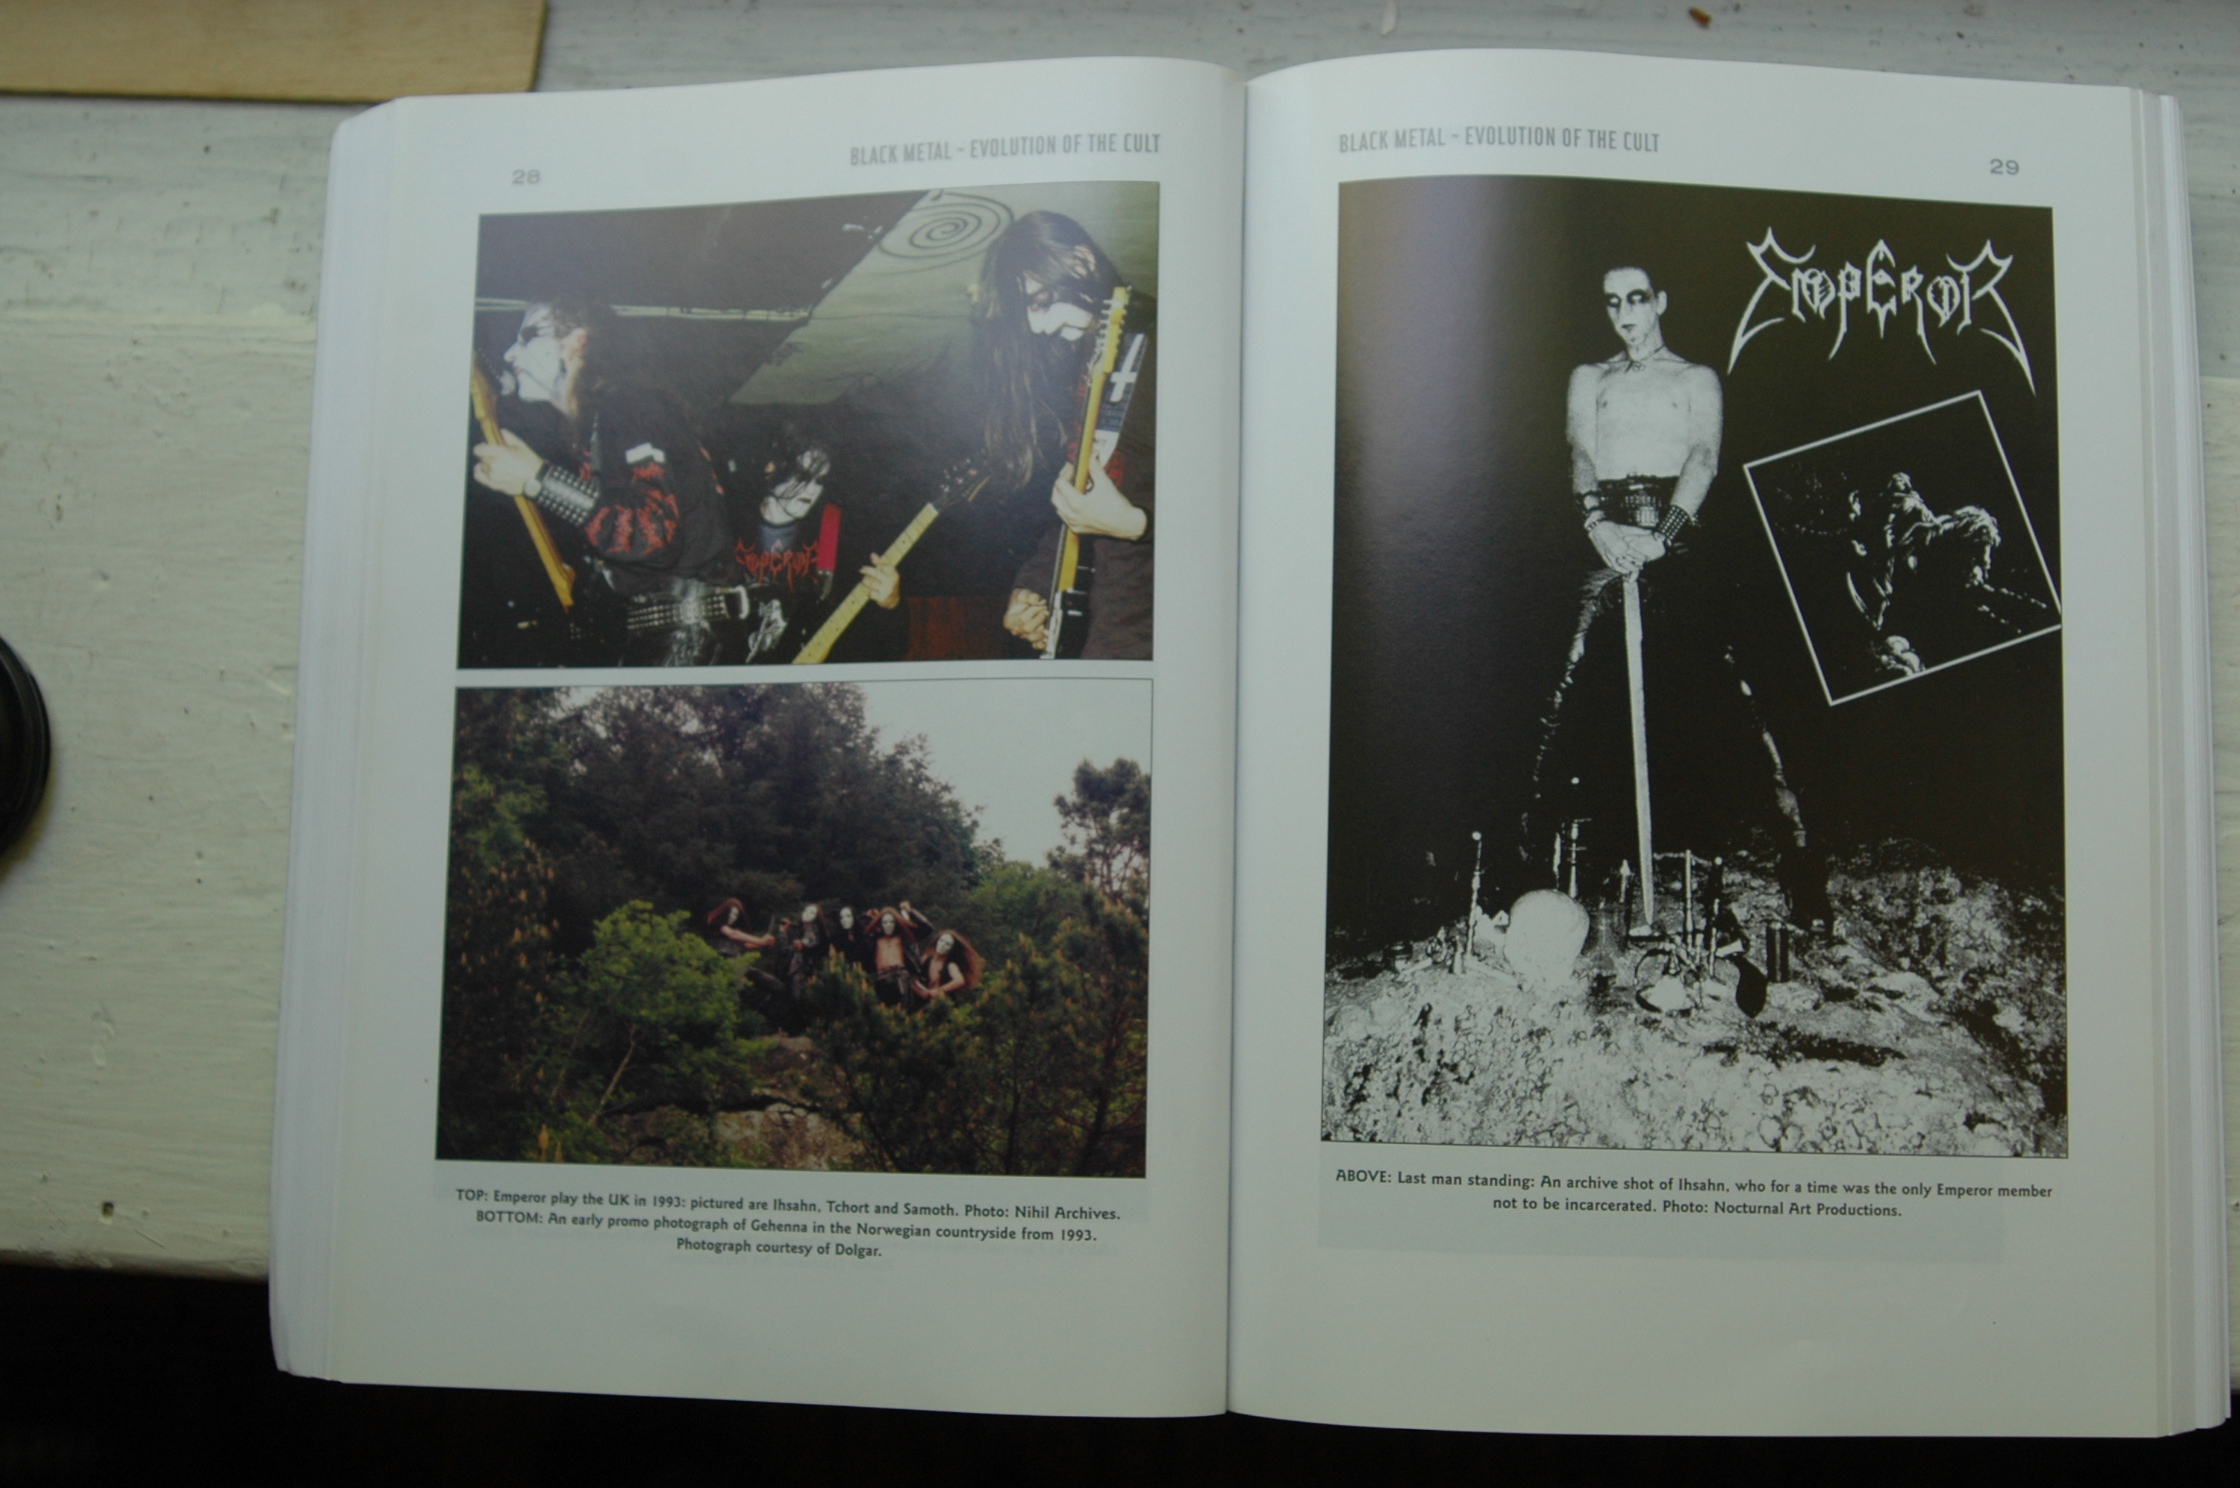 BLACK METAL ~ EVOLUTION OF THE CULT
28
EMPEROR
TOP: Emperor play the UK in 1993: pictured are Ihsahn, Tchort and Samoth. Photo: Nihil Archives.
BOTTOM: An early promo photograph of Gehenna in the Norwegian countryside from 1993.
Photograph courtesy of Dolgar.
BLACK METAL ~ EVOLUTION OF THE CULT
29
EMPEROR
ABOVE: Last man standing: An archive shot of Ihsahn, who for a time was the only Emperor member
not to be incarcerated. Photo: Nocturnal Art Productions.